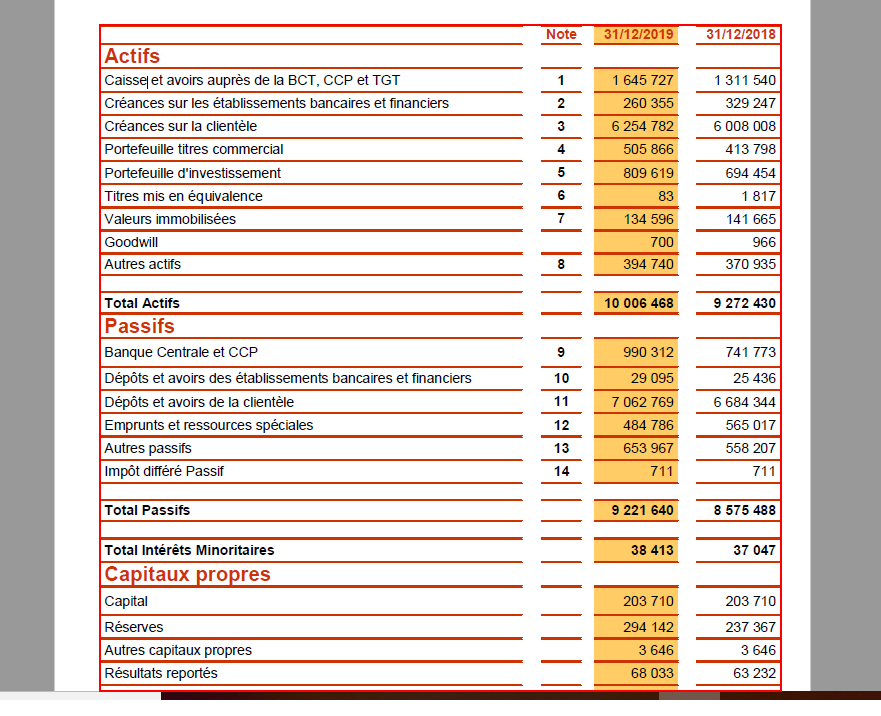 Note 31/12/2019 31/12/2018
Actifs
Caisse et avoirs auprès de la BCT, CCP et TGT 1 1 645 727 1 311 540
Créances sur les établissements bancaires et financiers 2 260 355 329 247
Créances sur la clientèle 3 6 254 782 6 008 008
Portefeuille titres commercial 4 505 866 413 798
Portefeuille d'investissement 5 809 619 694 454
Titres mis en équivalence 6 83 1 817
Valeurs immobilisées 7 134 596 141 665
Goodwill 700 966
Autres actifs 8 394 740 370 935
Total Actifs 10 006 468 9 272 430
Passifs
Banque Centrale et CCP 9 990 312 741 773
Dépôts et avoirs des établissements bancaires et financiers 10 29 095 25 436
Dépôts et avoirs de la clientèle 11 7 062 769 6 684 344
Emprunts et ressources spéciales 12 484 786 565 017
Autres passifs 13 653 967 558 207
Impôt différé Passif 14 711 711
Total Passifs 9 221 640 8 575 488
Total Intérêts Minoritaires 38 413 37 047
Capitaux propres
Capital 203 710 203 710
Réserves 294 142 237 367
Autres capitaux propres 3 646 3 646
Résultats reportés 68 033 63 232